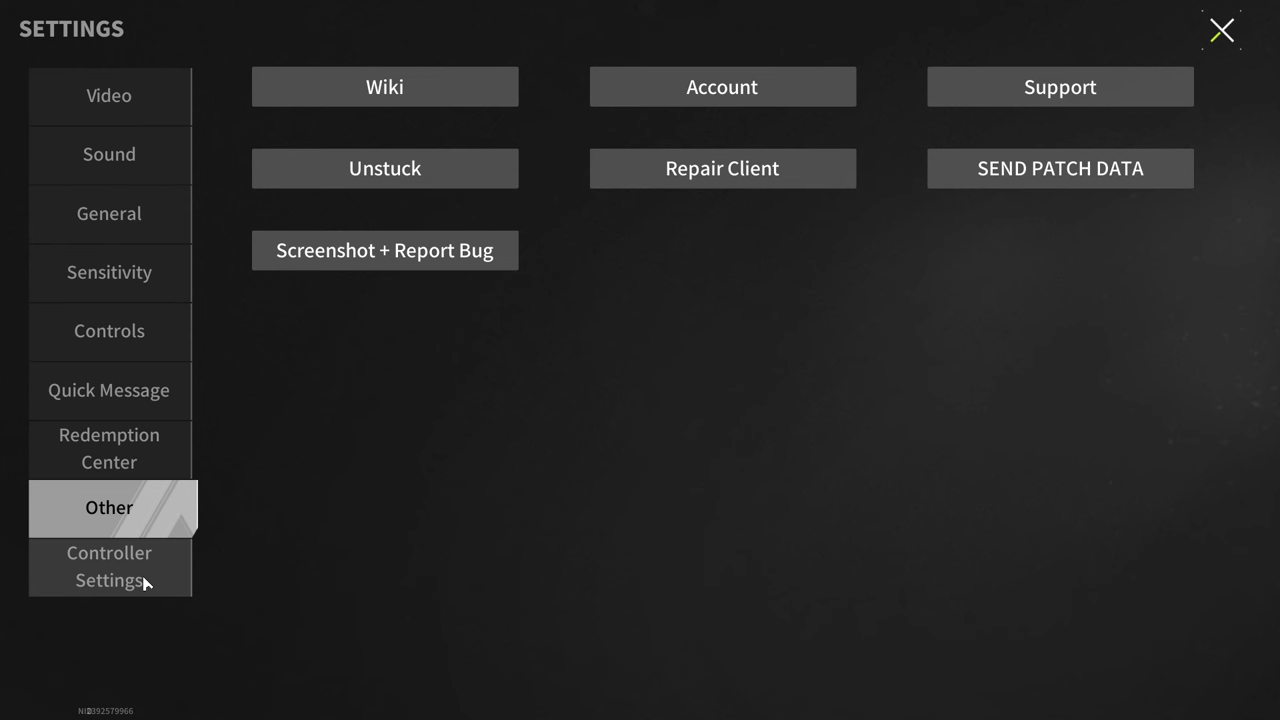 SETTINGS
Video
Sound
General
Sensitivity
Controls
Quick Message
Redemption
Center
Other
Controller
Settings
Wiki
Account
Support
Unstuck
Repair Client
SEND PATCH DATA
Screenshot + Report Bug